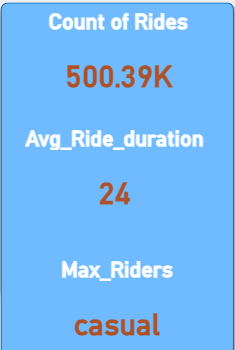 Count of Rides
500.39K
Avg_Ride_duration
24
Max_Riders
casual